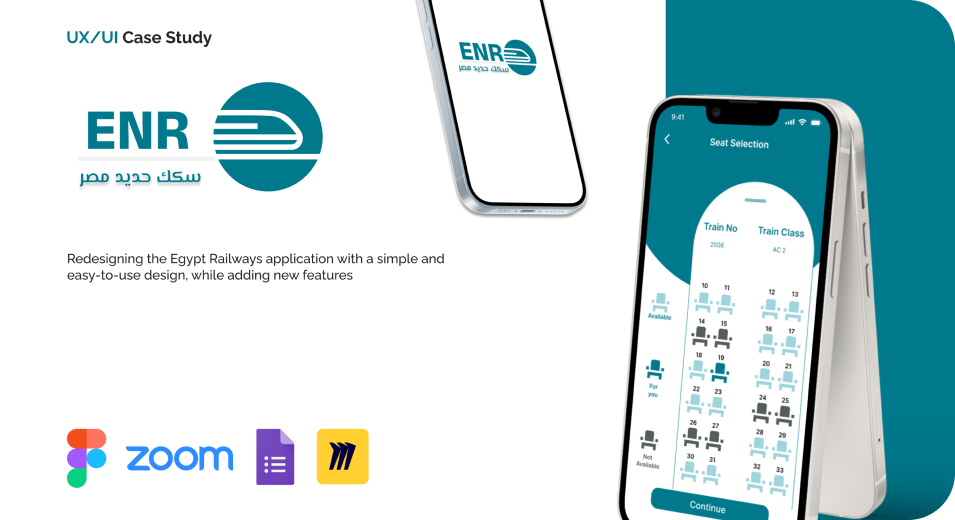 UX/UI Case Study
ENR
سكك حديد مصر
Redesigning the Egypt Railways application with a simple and
easy-to-use design, while adding new features
zoom
ENR
سكك حديد مصر
9:41
Seat Selection
Train No
Train Class
2006
AC 2
10 11 12 13
Available
14 15 16 17
18 19 20 21
For
you
22 23 24 25
26 27 28 29
Not
Available
30 31 32 33
Continue